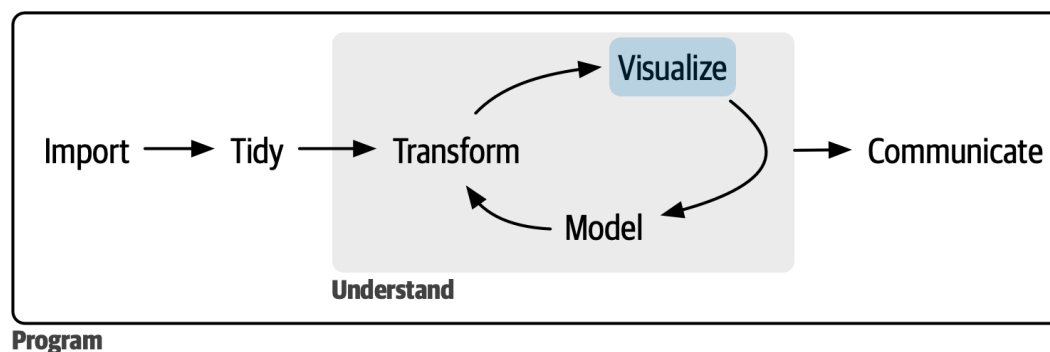 Visualize
Import
Tidy
Transform
Communicate
Model
Understand
Program